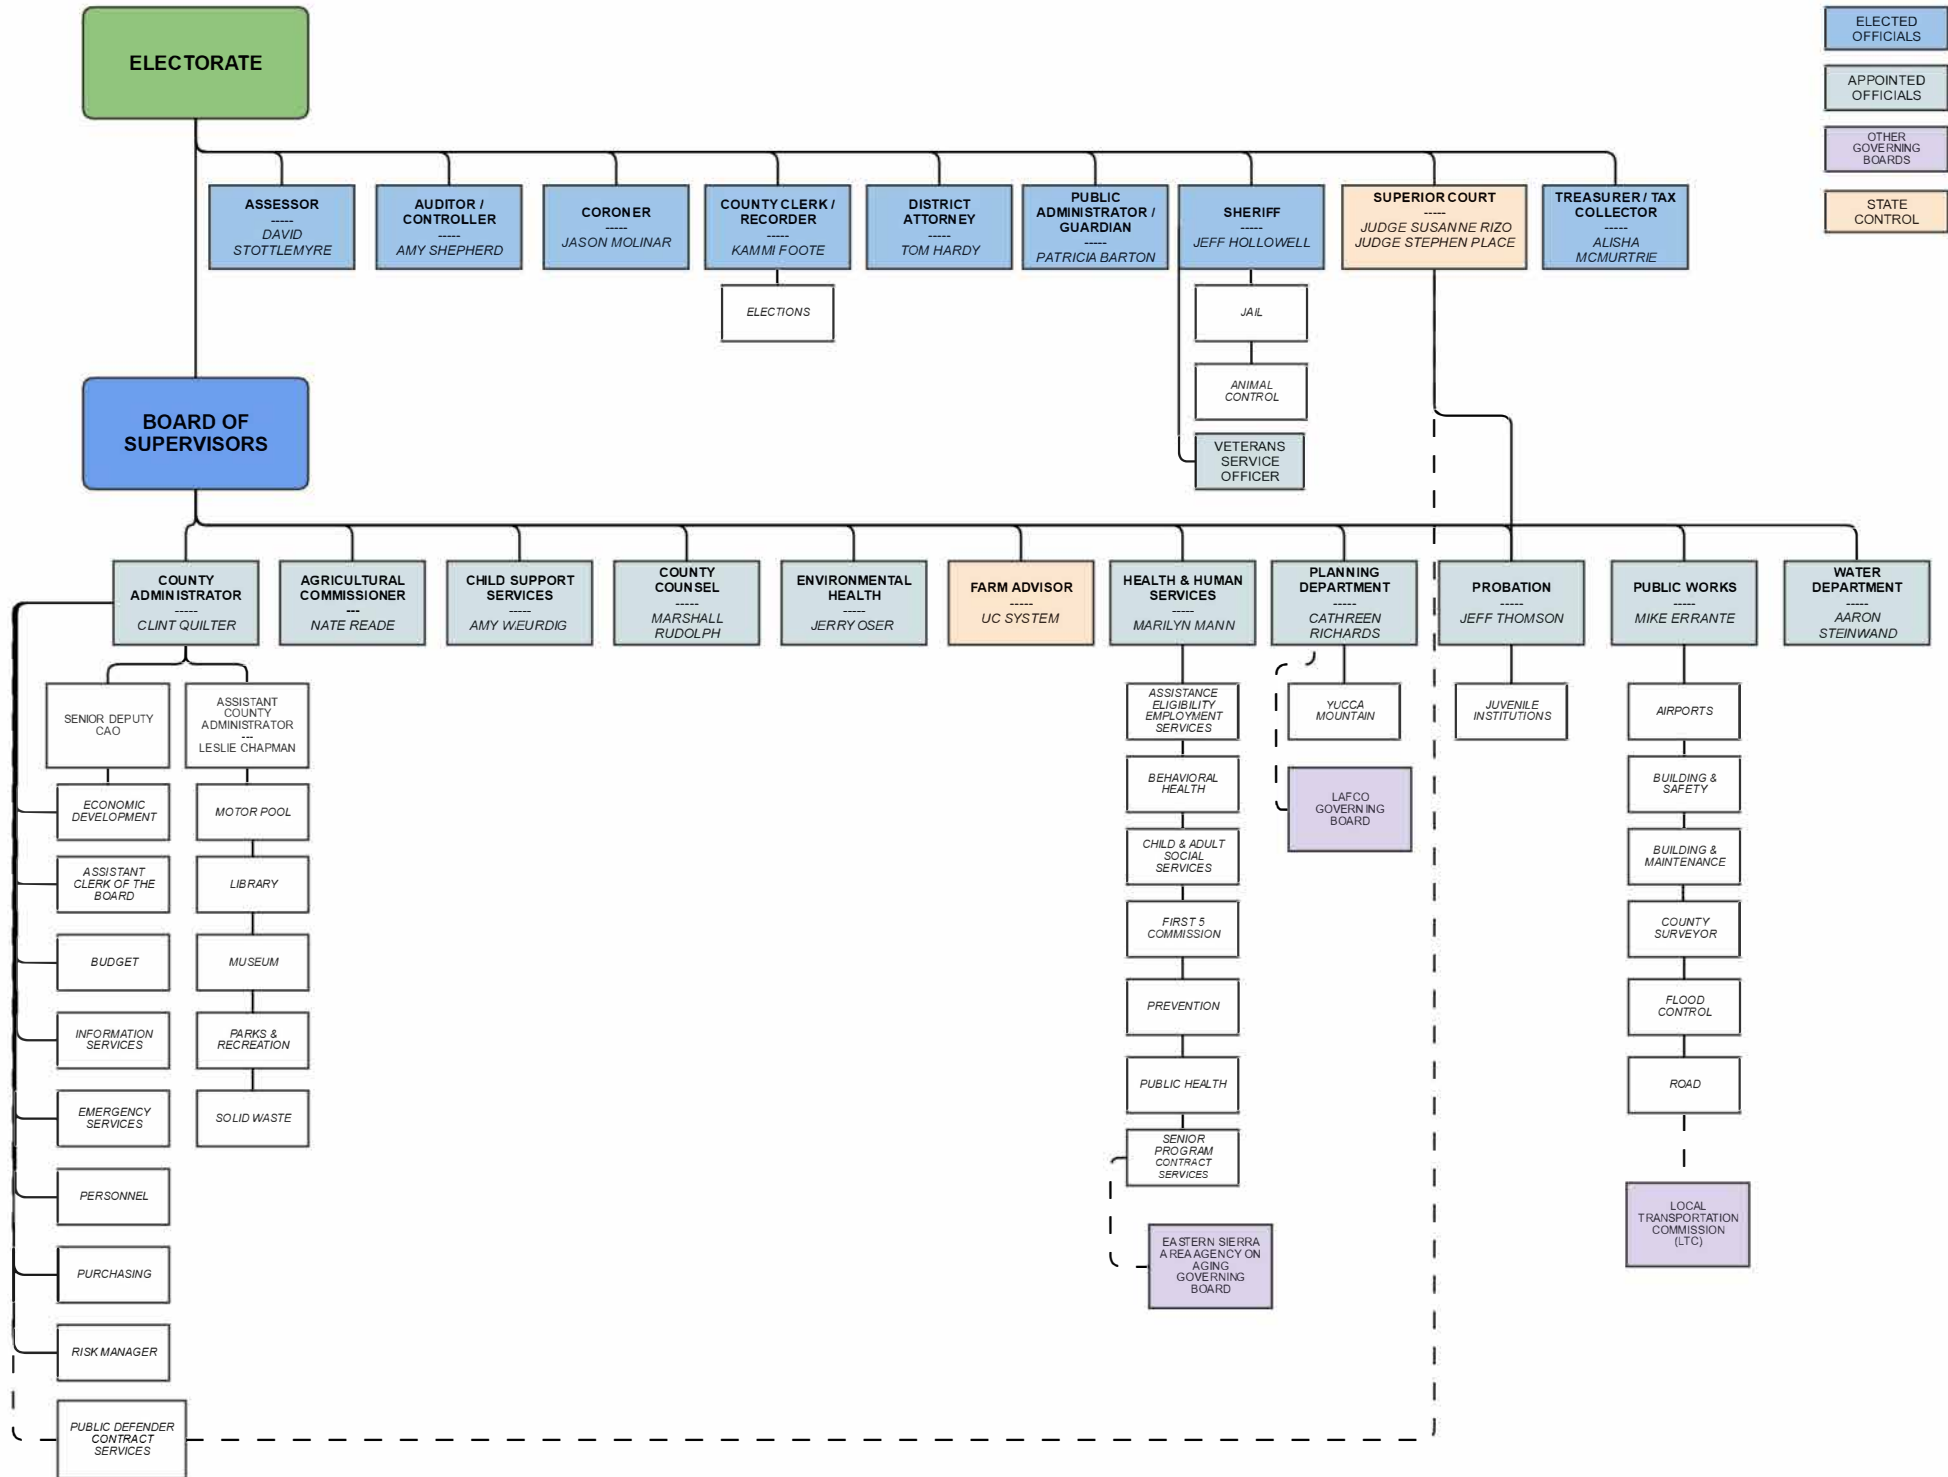 ELECTORATE
ELECTED
OFFICIALS
APPOINTED
OFFICIALS
OTHER
GOVERNING
BOARDS
STATE
CONTROL
ASSESSOR
-----
DAVID
STOTTLEMYRE
AUDITOR /
CONTROLLER
-----
AMY SHEPHERD
CORONER
-----
JASON MOLINAR
COUNTY CLERK /
RECORDER
-----
KAMMI FOOTE
DISTRICT
ATTORNEY
-----
TOM HARDY
PUBLIC
ADMINISTRATOR /
GUARDIAN
-----
PATRICIA BARTON
SHERIFF
-----
JEFF HOLLOWELL
SUPERIOR COURT
-----
JUDGE SUSANNE RIZO
JUDGE STEPHEN PLACE
TREASURER / TAX
COLLECTOR
-----
ALISHA
MCMURTRIE
ELECTIONS
JAIL
ANIMAL
CONTROL
VETERANS
SERVICE
OFFICER
BOARD OF
SUPERVISORS
COUNTY
ADMINISTRATOR
-----
CLINT QUILTER
AGRICULTURAL
COMMISSIONER
---
NATE READE
CHILD SUPPORT
SERVICES
-----
AMY WEURDIG
COUNTY
COUNSEL
-----
MARSHALL
RUDOLPH
ENVIRONMENTAL
HEALTH
-----
JERRY OSER
FARM ADVISOR
-----
UC SYSTEM
HEALTH & HUMAN
SERVICES
-----
MARILYN MANN
PLANNING
DEPARTMENT
-----
CATHREEN
RICHARDS
PROBATION
-----
JEFF THOMSON
PUBLIC WORKS
-----
MIKE ERRANTE
WATER
DEPARTMENT
-----
AARON
STEINWAND
SENIOR DEPUTY
CAO
ECONOMIC
DEVELOPMENT
ASSISTANT
CLERK OF THE
BOARD
BUDGET
INFORMATION
SERVICES
EMERGENCY
SERVICES
PERSONNEL
PURCHASING
RISK MANAGER
PUBLIC DEFENDER
CONTRACT
SERVICES
ASSISTANT
COUNTY
ADMINISTRATOR
---
LESLIE CHAPMAN
MOTOR POOL
LIBRARY
MUSEUM
PARKS &
RECREATION
SOLID WASTE
ASSISTANCE
ELIGIBILITY
EMPLOYMENT
SERVICES
BEHAVIORAL
HEALTH
CHILD & ADULT
SOCIAL
SERVICES
FIRST 5
COMMISSION
PREVENTION
PUBLIC HEALTH
SENIOR
PROGRAM
CONTRACT
SERVICES
EASTERN SIERRA
AREA AGENCY ON
AGING
GOVERNING
BOARD
YUCCA
MOUNTAIN
LAFCO
GOVERNING
BOARD
JUVENILE
INSTITUTIONS
AIRPORTS
BUILDING &
SAFETY
BUILDING &
MAINTENANCE
COUNTY
SURVEYOR
FLOOD
CONTROL
ROAD
LOCAL
TRANSPORTATION
COMMISSION
(LTC)